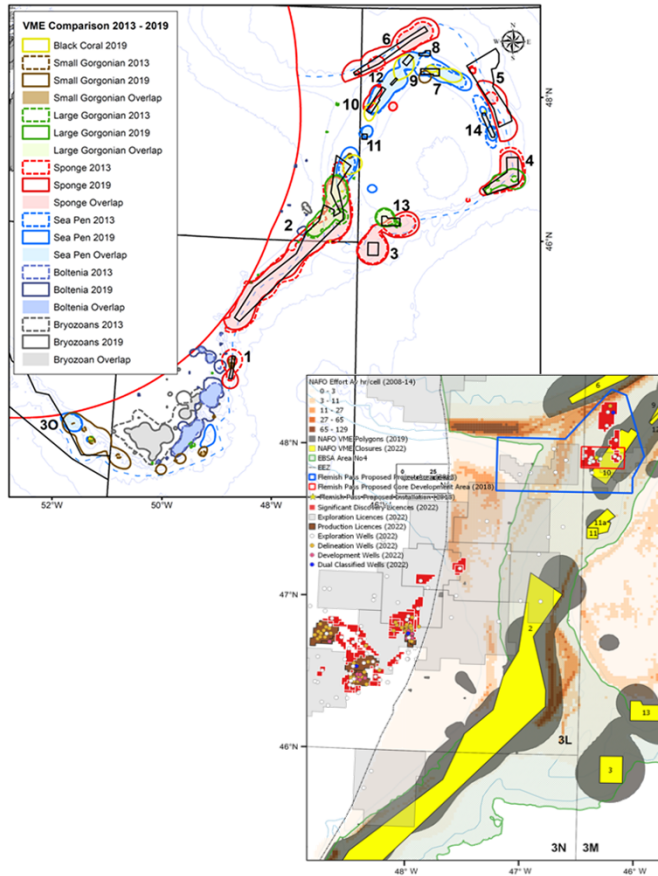 VME Comparison 2013 - 2019
Black Coral 2019
Small Gorgonian 2013
Small Gorgonian 2019
Small Gorgonian Overlap
Large Gorgonian 2013
Large Gorgonian 2019
Large Gorgonian Overlap
Sponge 2013
Sponge 2019
Sponge Overlap
Sea Pen 2013
Sea Pen 2019
Sea Pen Overlap
Boltenia 2013
Boltenia 2019
Boltenia Overlap
Bryozoans 2013
Bryozoans 2019
Bryozoan Overlap
6
8
5
12
9
7
10
48°N
14
11
4
2
13
3
46°N
1
3O
52°W
50°W
48°W
NAFO Effort Av hr/cell (2008-14)
0 - 3
3 - 11
11 - 27
27 - 65
65 - 129
NAFO VME Polygons (2019)
NAFO VME Closures (2022)
EBSA Area No4
EEZ
0 25
Flemish Pass Proposed Core Development Area (2018)
Significant Discovery Licences (2022)
Exploration Licences (2022)
Production Licences (2022)
Exploration Wells (2022)
Delineation Wells (2022)
Development Wells (2022)
Dual Classified Wells (2022)
6
9
12
10
11a
11
2
13
3
3L
3N
3M
48°N
47°N
46°N
48° W
47° W
46° W